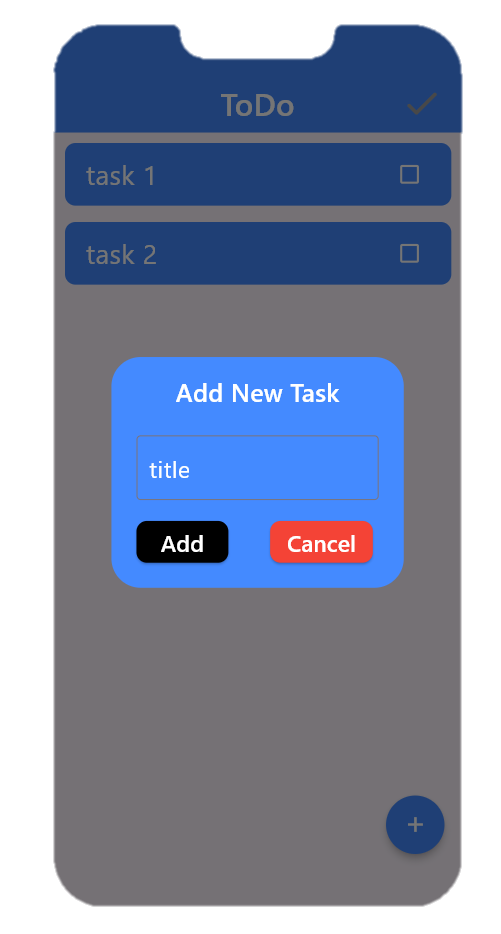 ToDo
task 1
task 2
Add New Task
title
Add Cancel
+